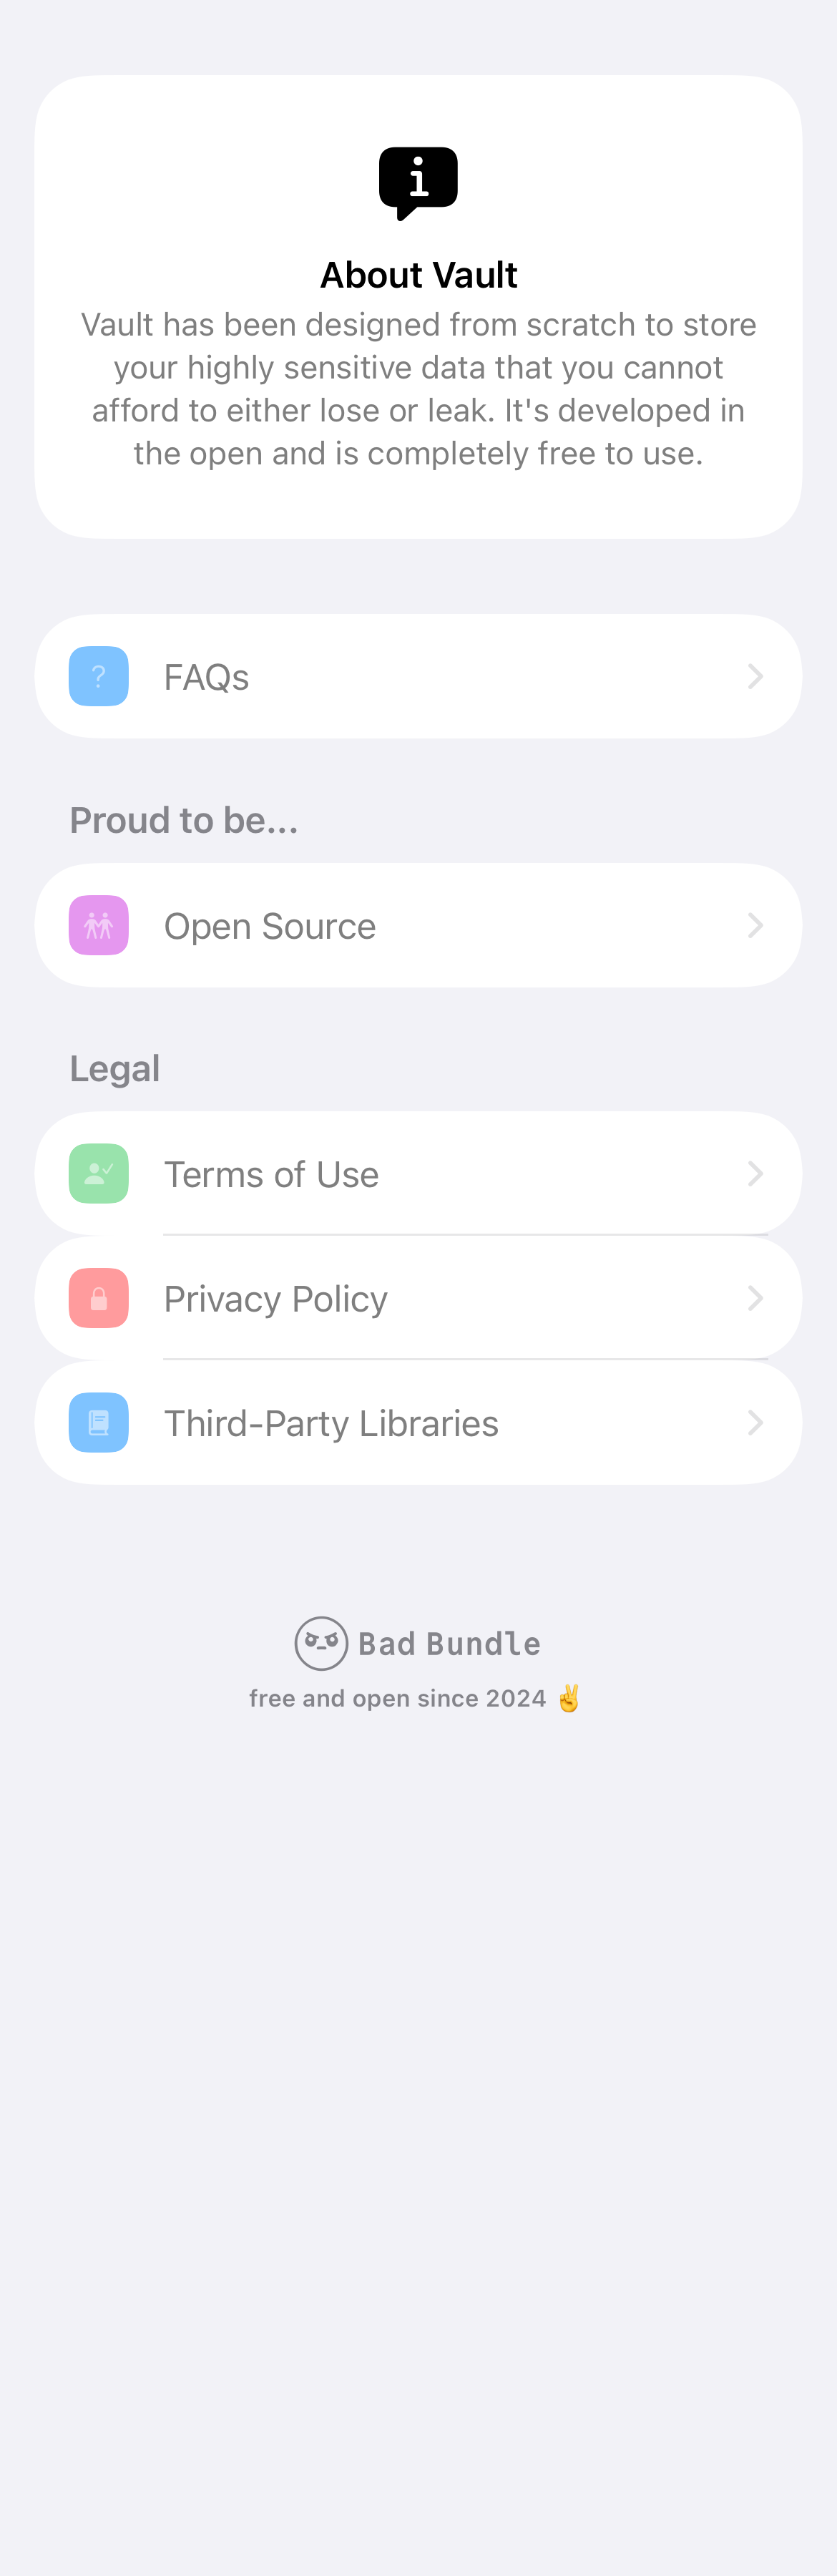 About Vault
Vault has been designed from scratch to store
your highly sensitive data that you cannot
afford to either lose or leak. It's developed in
the open and is completely free to use.
FAQs
Proud to be...
Open Source
Legal
Terms of Use
Privacy Policy
Third-Party Libraries
Bad Bundle
free and open since 2024 ✌️